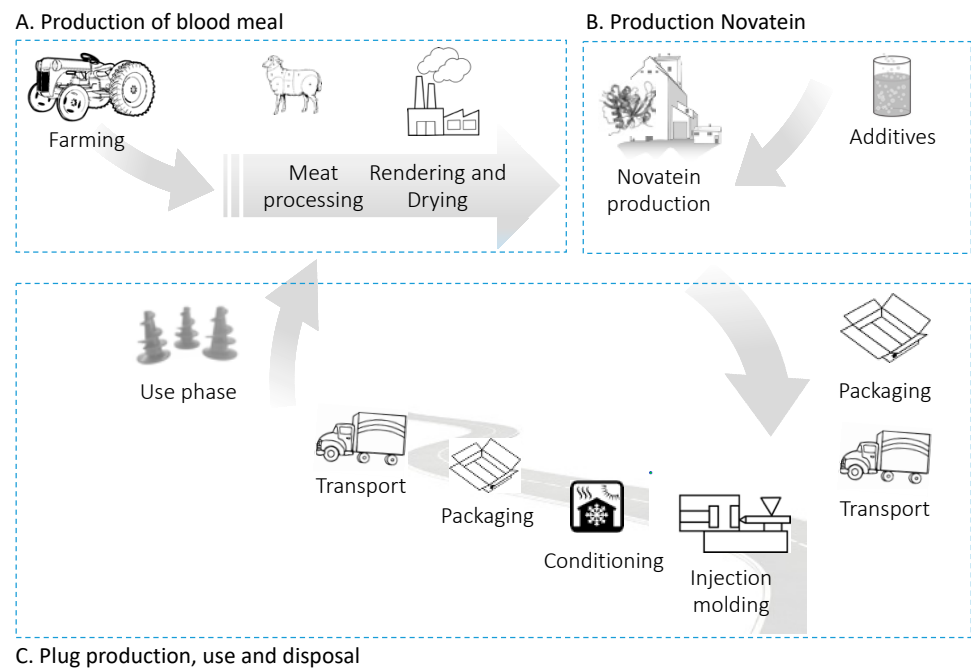 A. Production of blood meal
Farming
Meat
processing
Rendering and
Drying
B. Production Novatein
Novatein
production
Additives
Use phase
Transport
Packaging
Conditioning
Injection
molding
Packaging
Transport
C. Plug production, use and disposal